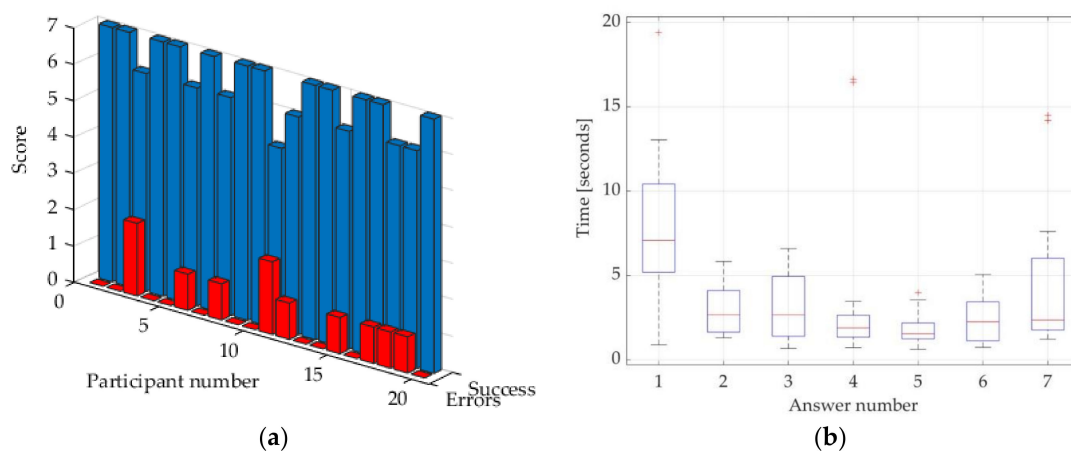 7
6
5
4
3
2
1
0
Score
0
5
10
15
20
Participant number
Success
Errors
(a)
20
15
10
5
0
Time [seconds]
1 2 3 4 5 6 7
Answer number
(b)